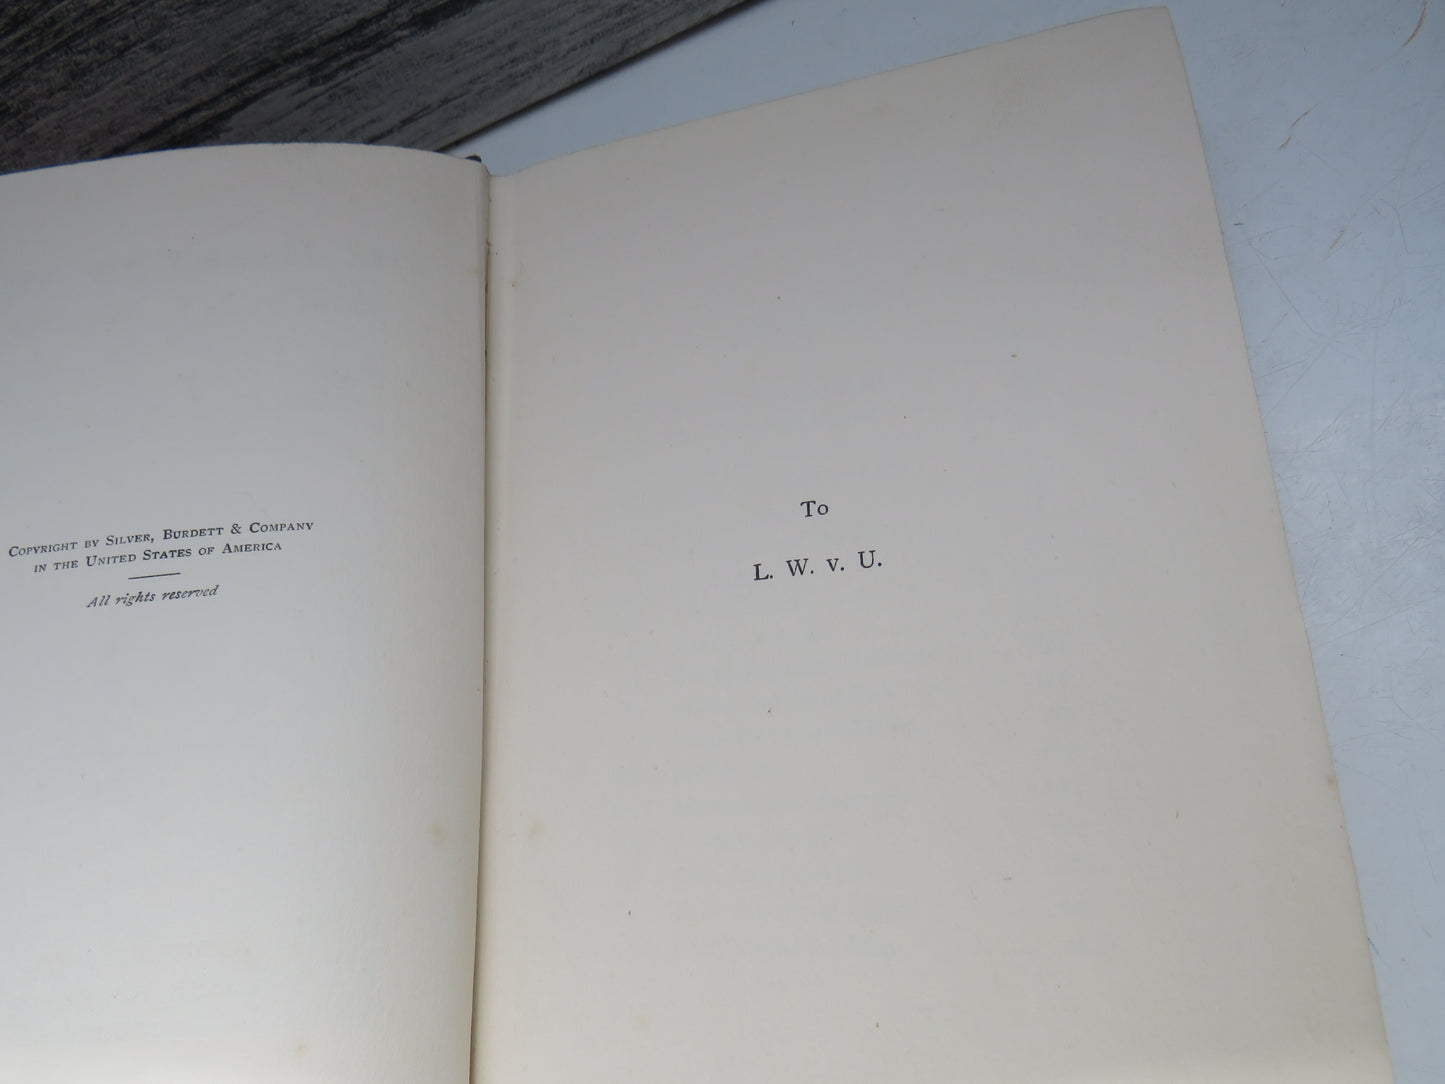 COPYRIGHT BY SILVER, BURDETT & COMPANY
IN THE UNITED STATES OF AMERICA
All rights reserved
To
L. W. v. U.